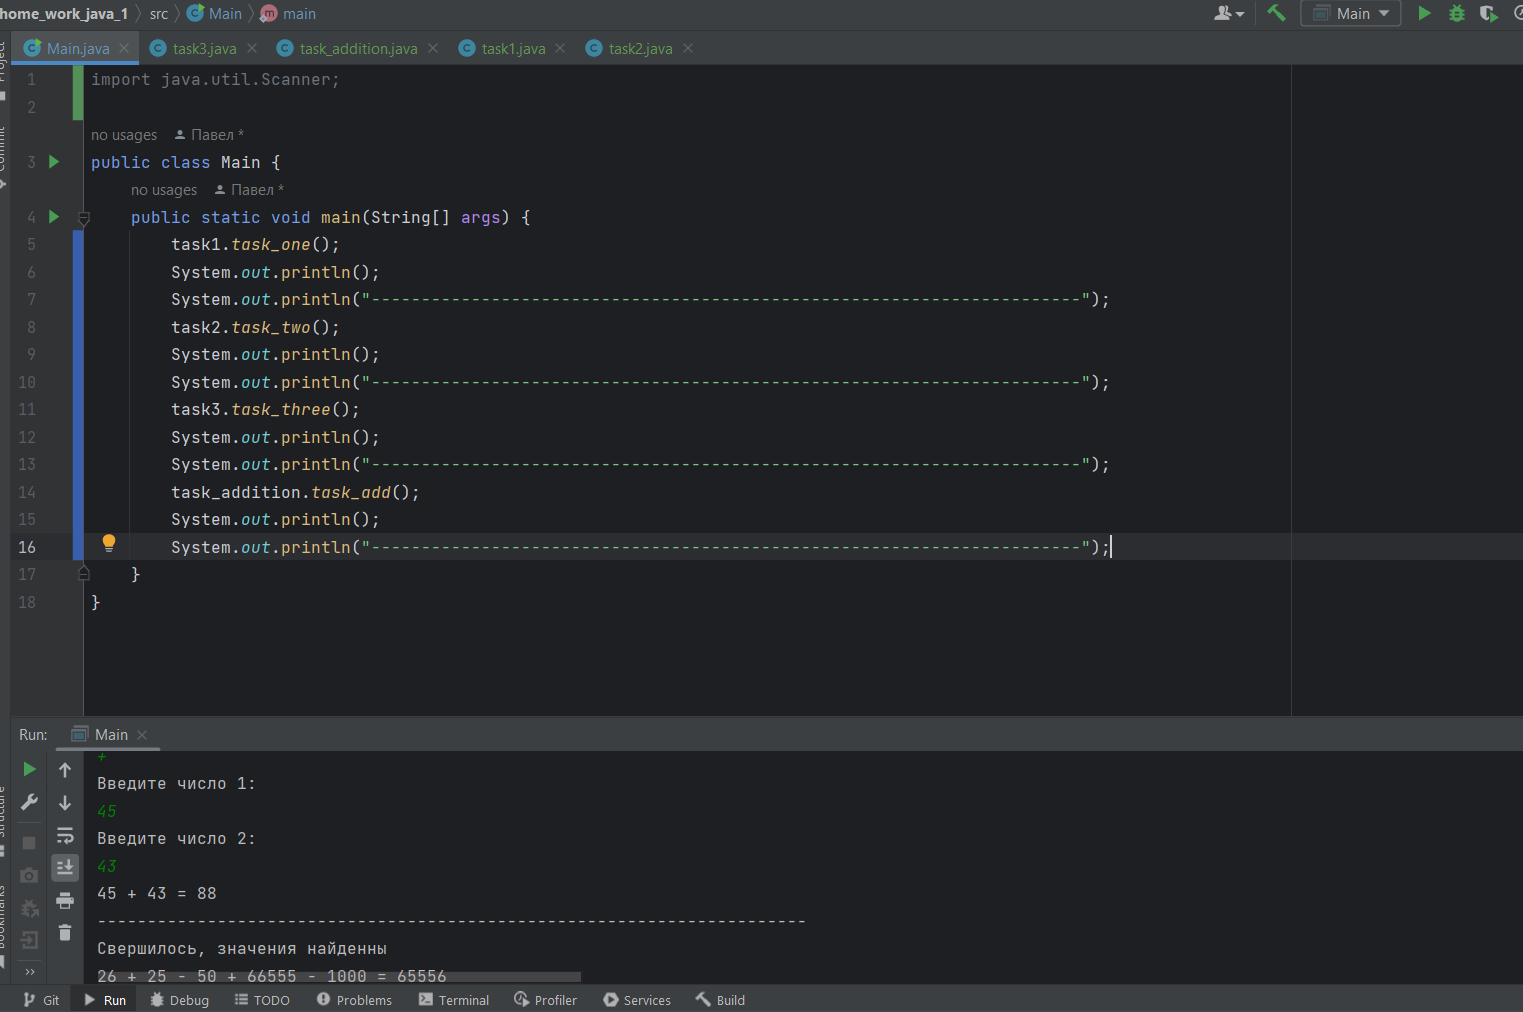 home_work_java_1 src Main main Main
Main.java task3.java task_addition.java task1.java task2.java
1 import java.util.Scanner;
2
no usages Павел *
3 public class Main {
no usages Павел *
4 public static void main(String[] args) {
5 task1.task_one();
6 System.out.println();
7 System.out.println("-----------------------------------------------------------------------");
8 task2.task_two();
9 System.out.println();
10 System.out.println("-----------------------------------------------------------------------");
11 task3.task_three();
12 System.out.println();
13 System.out.println("-----------------------------------------------------------------------");
14 task_addition.task_add();
15 System.out.println();
16 System.out.println("-----------------------------------------------------------------------");
17 }
18 }
Run: Main
+
Введите число 1:
45
Введите число 2:
43
45 + 43 = 88
-----------------------------------------------------------------------
Свершилось, значения найденны
26 + 25 - 50 + 66555 - 1000 = 65556
Git Run Debug TODO Problems Terminal Profiler Services Build